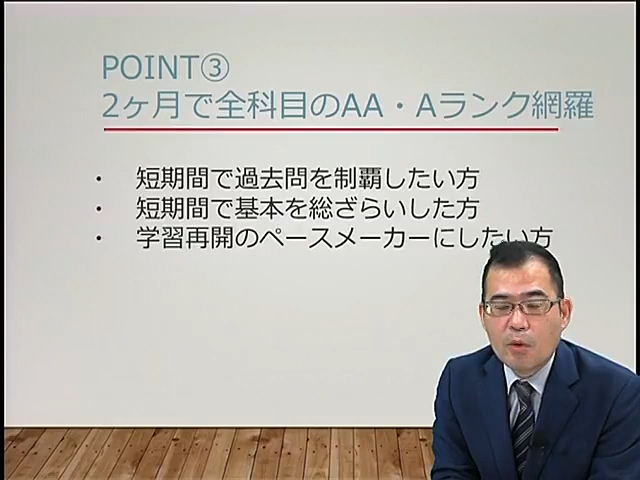 POINT③
2ヶ月で全科目のAA・Aランク網羅
・ 短期間で過去問を制覇したい方
・ 短期間で基本を総ざらいした方
・ 学習再開のペースメーカーにしたい方